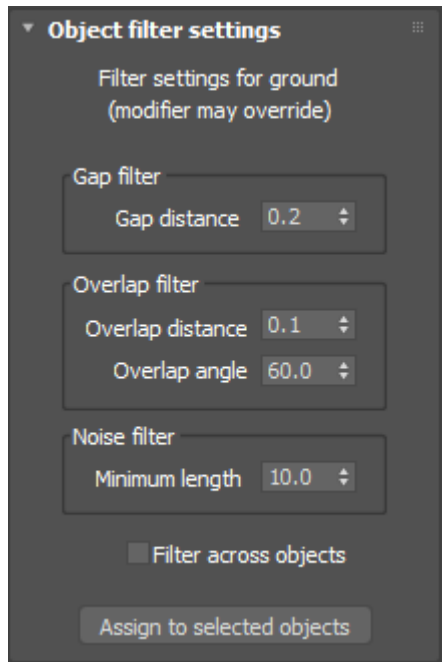 Object filter settings
Filter settings for ground
(modifier may override)
Gap filter
Gap distance 0.2
Overlap filter
Overlap distance 0.1
Overlap angle 60.0
Noise filter
Minimum length 10.0
Filter across objects
Assign to selected objects